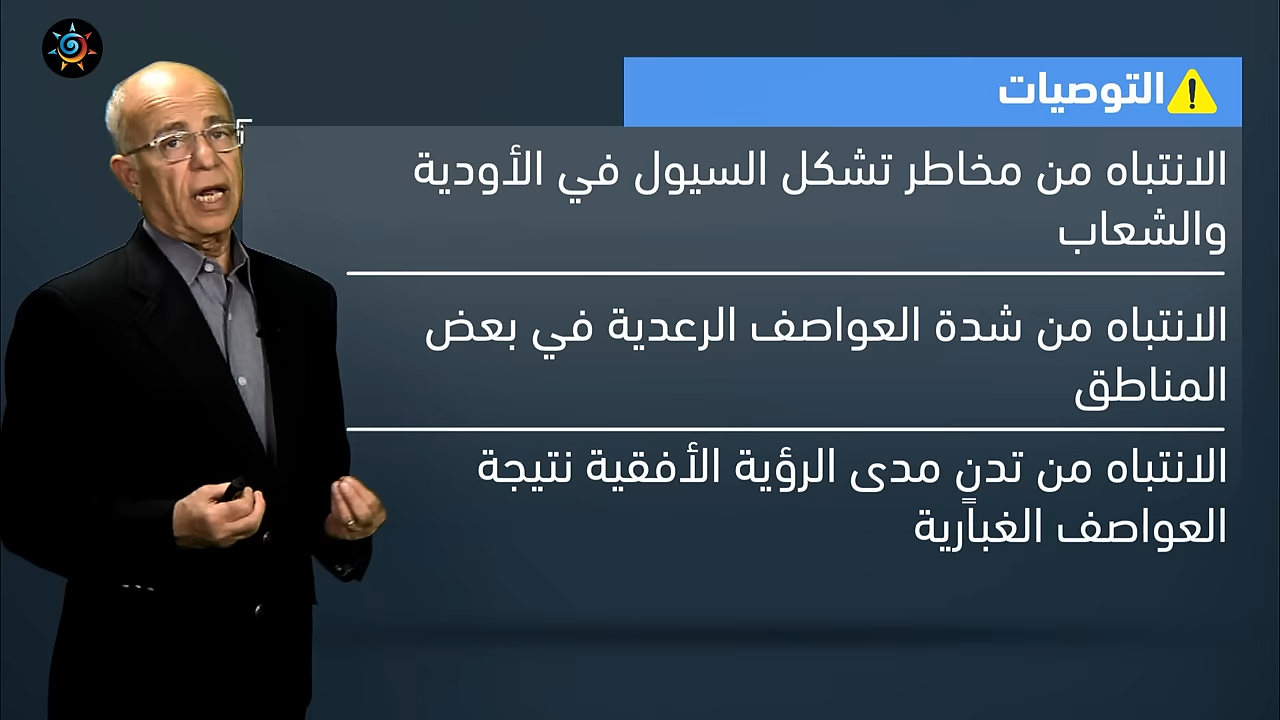 التوصيات
الانتباه من مخاطر تشكل السيول في الأودية
والشعاب
الانتباه من شدة العواصف الرعدية في بعض
المناطق
الانتباه من تدنٍ مدى الرؤية الأفقية نتيجة
العواصف الغبارية